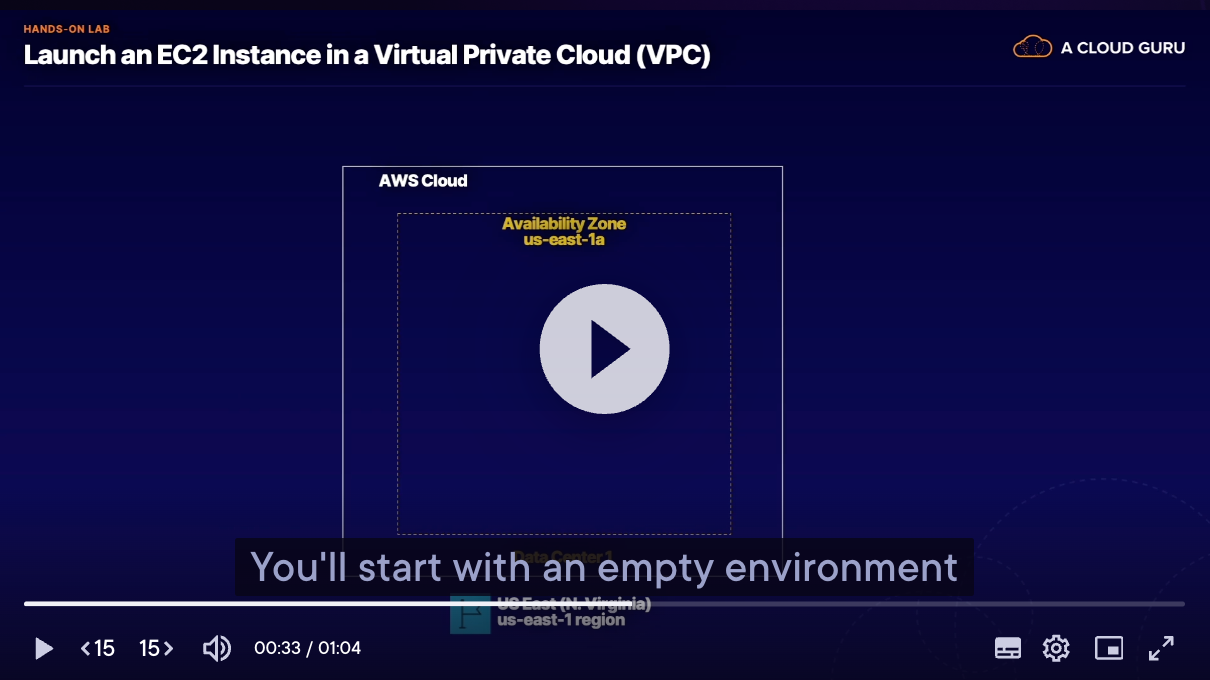 HANDS-ON LAB
Launch an EC2 Instance in a Virtual Private Cloud (VPC)
A CLOUD GURU
AWS Cloud
Availability Zone
us-east-1a
Data Center 1
You'll start with an empty environment
US East (N. Virginia)
us-east-1 region
15
15
00:33 / 01:04